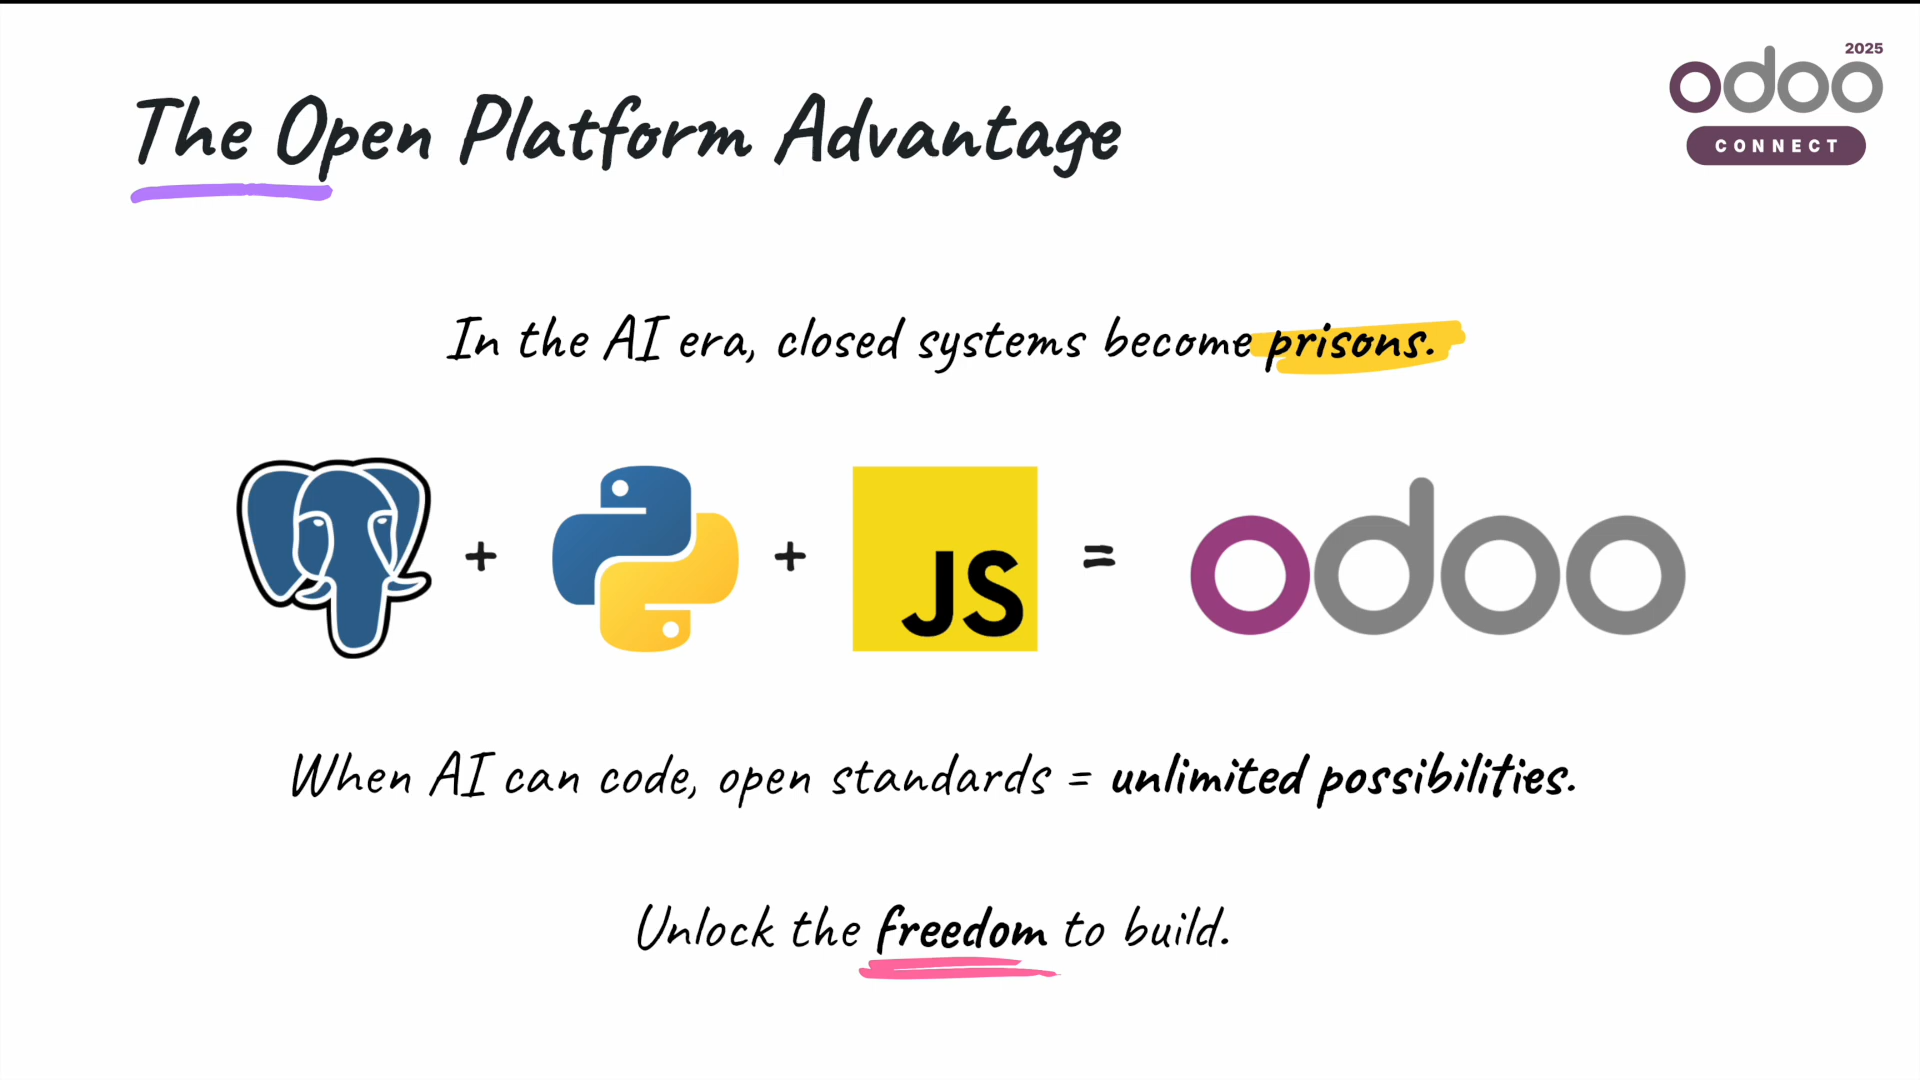 The Open Platform Advantage
2025
odoo
CONNECT
In the AI era, closed systems become prisons.
+ + JS = odoo
When AI can code, open standards = unlimited possibilities.
Unlock the freedom to build.